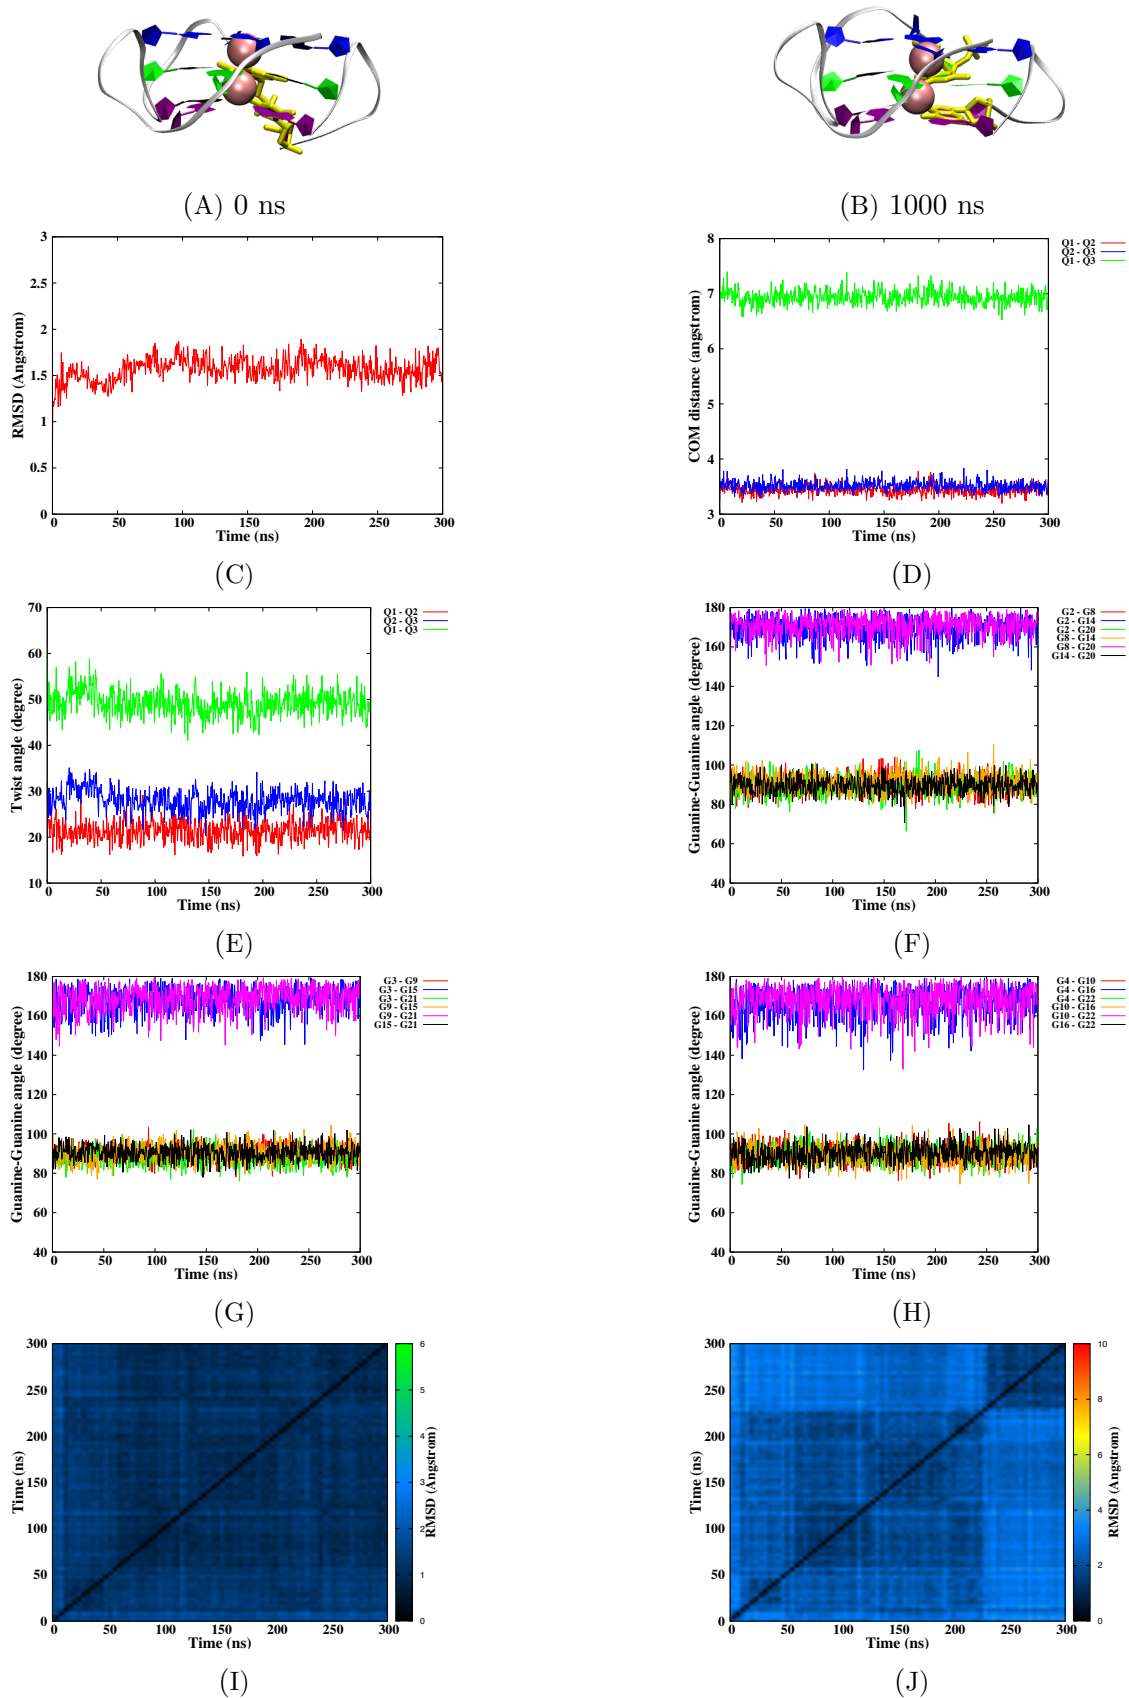 (A) 0 ns
(B) 1000 ns
3
2.5
2
1.5
1
0.5
0
RMSD (Angstrom)
0 50 100 150 200 250 300
Time (ns)
(C)
Q1 - Q2
Q2 - Q3
Q1 - Q3
8
7
6
5
4
3
COM distance (angstrom)
0 50 100 150 200 250 300
Time (ns)
(D)
Q1 - Q2
Q2 - Q3
Q1 - Q3
70
60
50
40
30
20
10
Twist angle (degree)
0 50 100 150 200 250 300
Time (ns)
(E)
G2 - G8
G2 - G14
G2 - G20
G8 - G14
G8 - G20
G14 - G20
180
160
140
120
100
80
60
40
Guanine-Guanine angle (degree)
0 50 100 150 200 250 300
Time (ns)
(F)
G3 - G9
G3 - G15
G3 - G21
G9 - G15
G9 - G21
G15 - G21
180
160
140
120
100
80
60
40
Guanine-Guanine angle (degree)
0 50 100 150 200 250 300
Time (ns)
(G)
G4 - G10
G4 - G16
G4 - G22
G10 - G16
G10 - G22
G16 - G22
180
160
140
120
100
80
60
40
Guanine-Guanine angle (degree)
0 50 100 150 200 250 300
Time (ns)
(H)
300
250
200
150
100
50
0
Time (ns)
0 50 100 150 200 250 300
Time (ns)
6
5
4
3
2
1
0
RMSD (Angstrom)
(I)
300
250
200
150
100
50
0
Time (ns)
0 50 100 150 200 250 300
Time (ns)
10
8
6
4
2
0
RMSD (Angstrom)
(J)